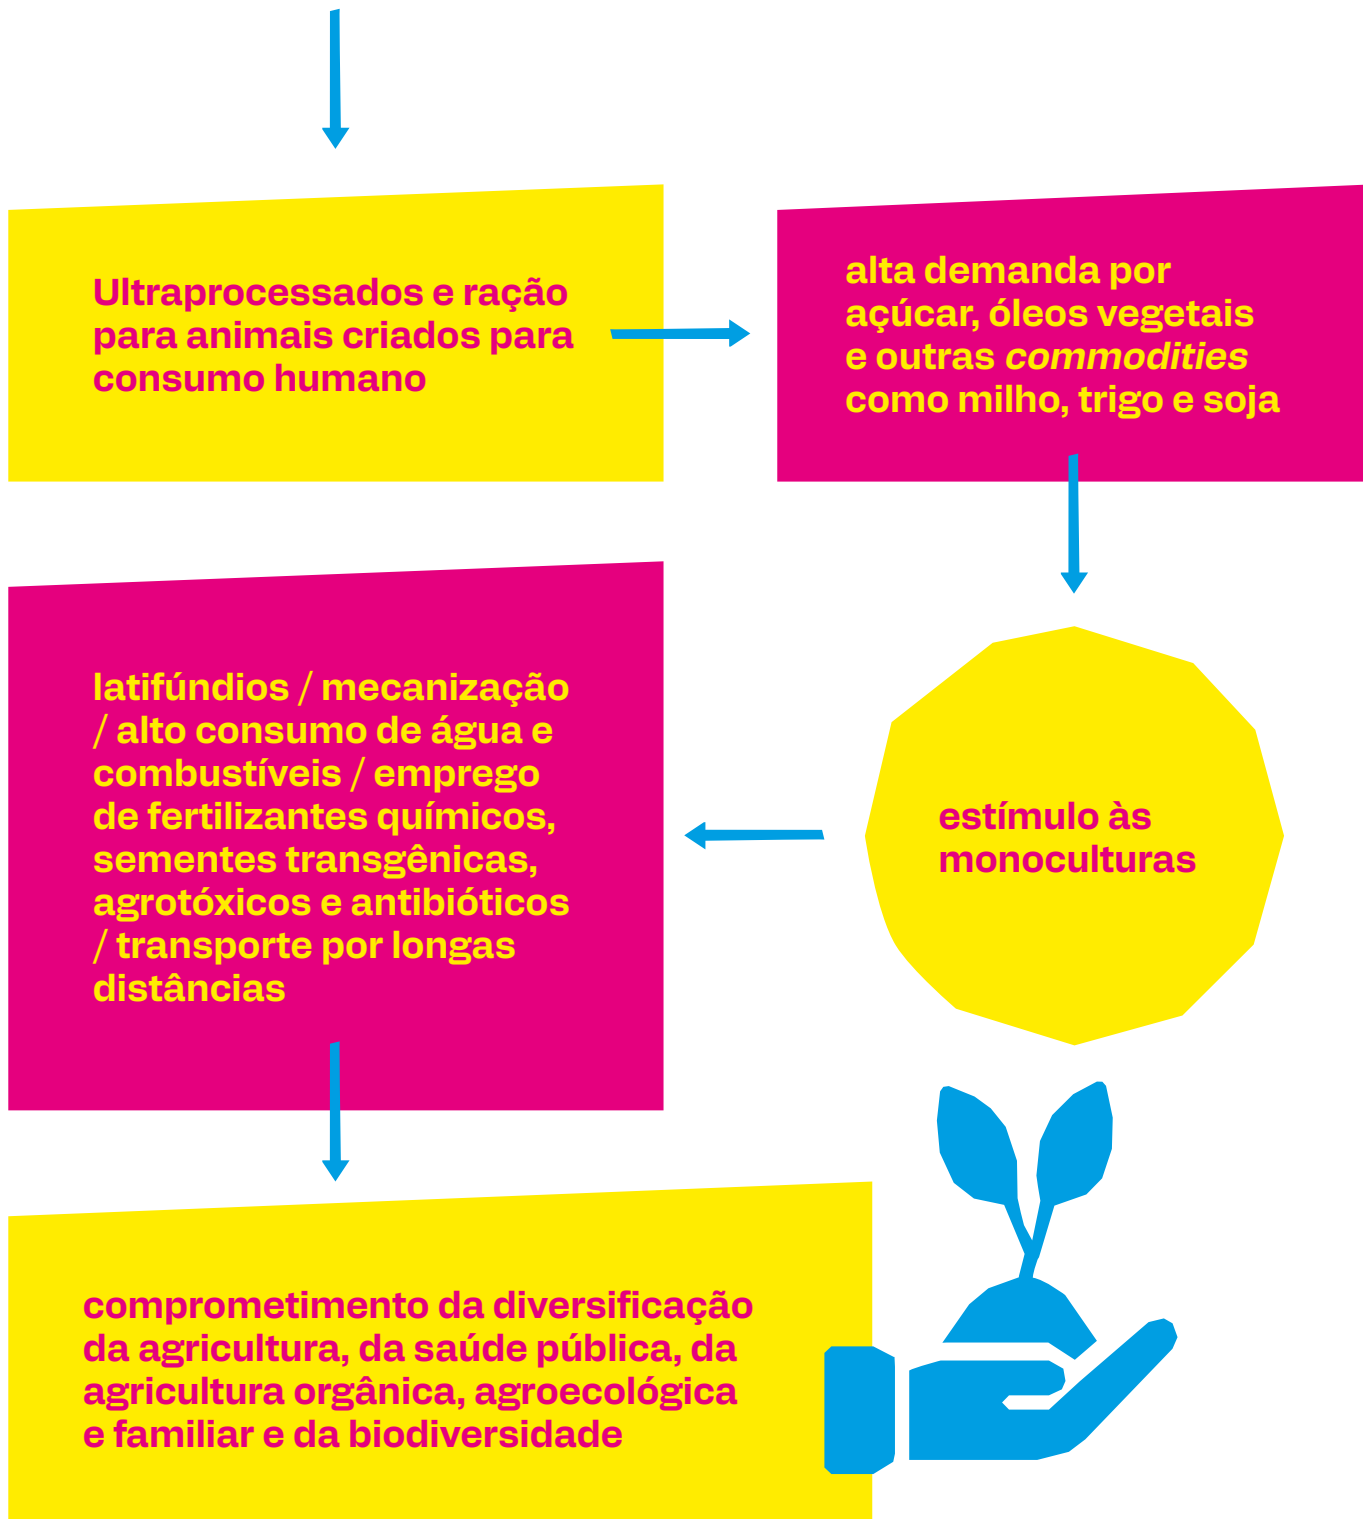 Ultraprocessados e ração
para animais criados para
consumo humano
alta demanda por
açúcar, óleos vegetais
e outras commodities
como milho, trigo e soja
estímulo às
monoculturas
latifúndios / mecanização
/ alto consumo de água e
combustíveis / emprego
de fertilizantes químicos,
sementes transgênicas,
agrotóxicos e antibióticos
/ transporte por longas
distâncias
comprometimento da diversificação
da agricultura, da saúde pública, da
agricultura orgânica, agroecológica
e familiar e da biodiversidade